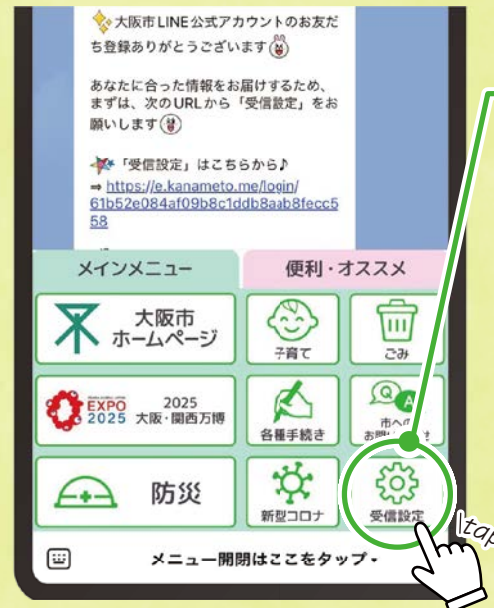 大阪市LINE公式アカウントのお友だ
ち登録ありがとうございます
あなたに合った情報をお届けするため、
まずは、次のURLから「受信設定」をお
願いします
「受信設定」はこちらから♪
⇒ https://e.kanameto.me/login/
61b52e084af09b8c1ddb8aab8fecc5
58
メインメニュー
便利・オススメ
大阪市
ホームページ
子育て
ごみ
EXPO
2025
2025
大阪・関西万博
各種手続き
Q
A
市への
お問
せ
防災
新型コロナ
受信設定
tap
メニュー開閉はここをタップ